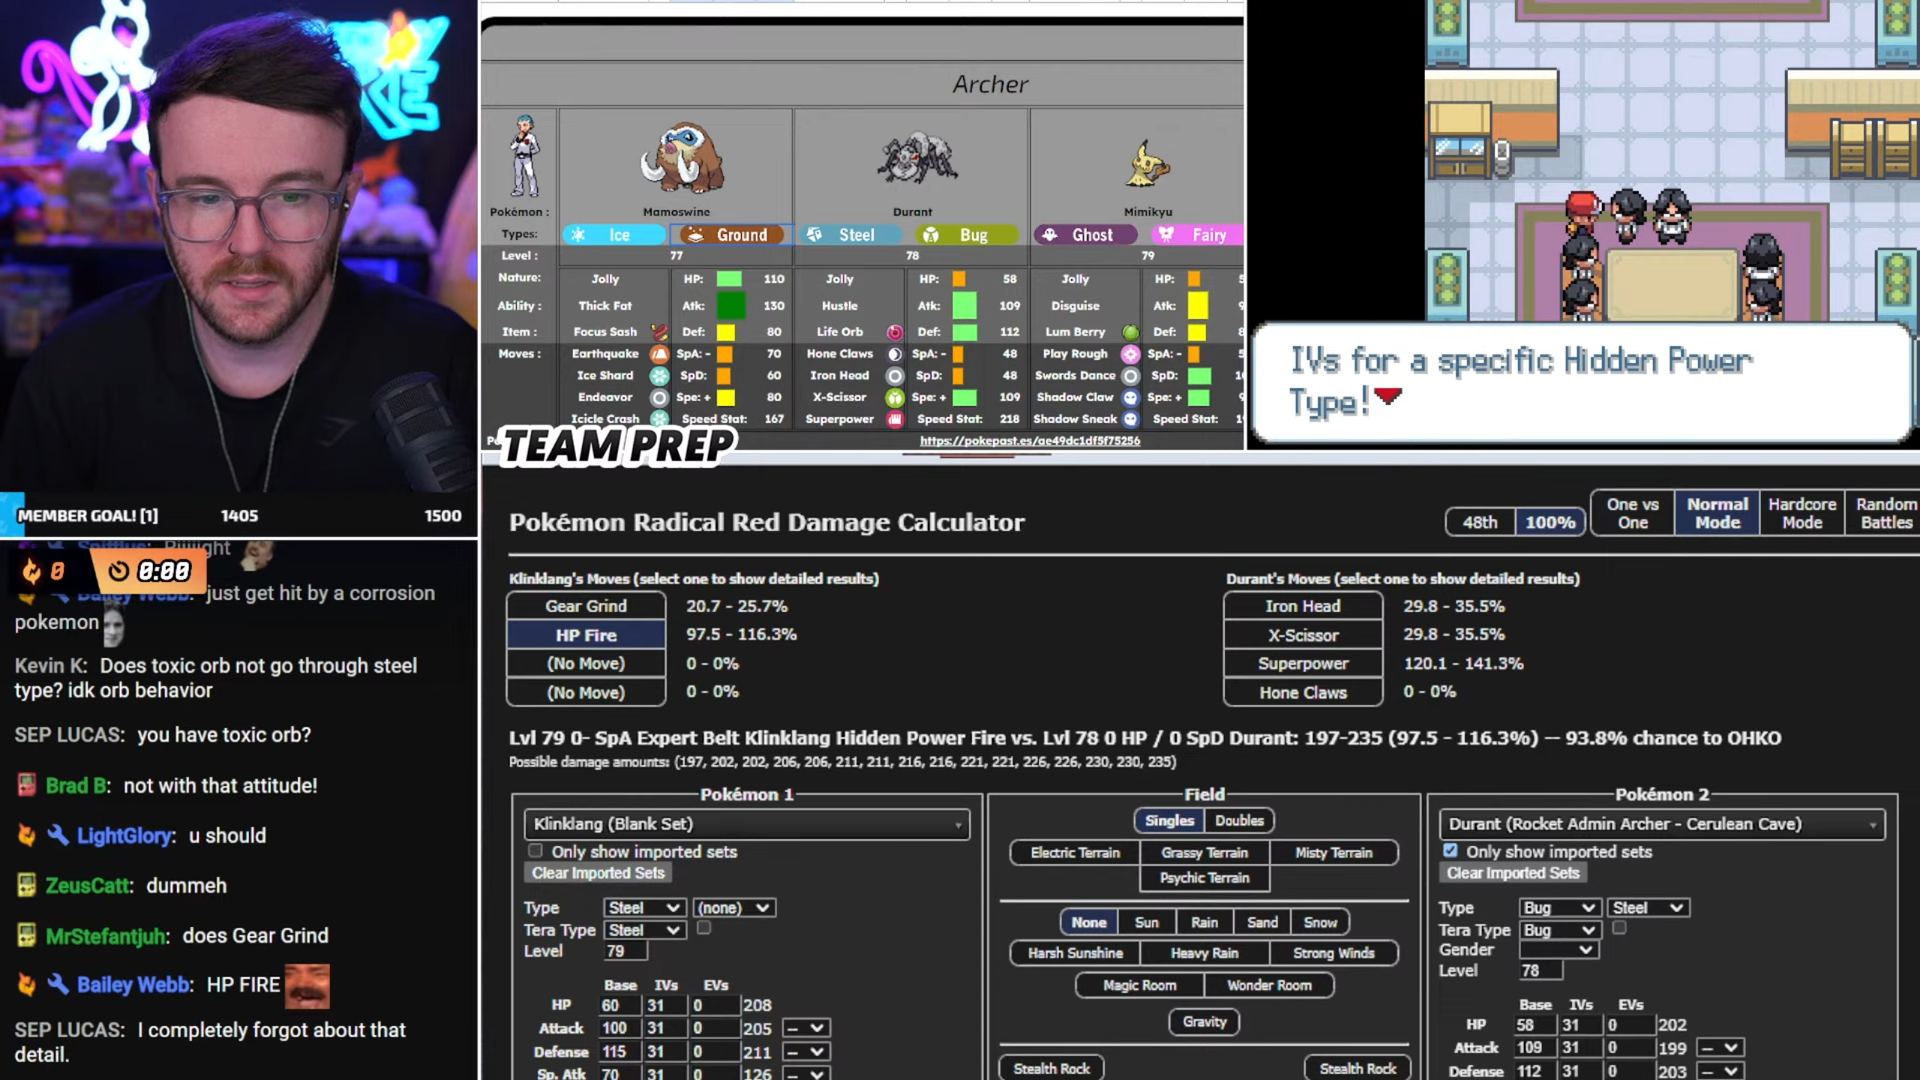 Archer
Pokémon :
Mamoswine
Durant
Mimikyu
Types:
Ice
Ground
Steel
Bug
Ghost
Fairy
Level :
77
78
79
Nature:
Jolly
HP:
110
Jolly
HP:
58
Jolly
HP:
Ability :
Thick Fat
Atk:
130
Hustle
Atk:
109
Disguise
Atk:
Item :
Focus Sash
Def:
80
Life Orb
Def:
112
Lum Berry
Def:
Moves :
Earthquake
SpA: -
70
Hone Claws
SpA: -
48
Play Rough
SpA: -
Ice Shard
SpD:
60
Iron Head
SpD:
48
Swords Dance
SpD:
Endeavor
Spe: +
80
X-Scissor
Spe: +
109
Shadow Claw
Spe: +
Icicle Crash
Speed Stat:
167
Superpower
Speed Stat:
218
Shadow Sneak
Speed Stat:
https://pokepast.es/ae49dc1df5f75256
TEAM PREP
IVs for a specific Hidden Power
Type!
MEMBER GOAL! [1]
1405
1500
0
0:00
Bailey Webb: just get hit by a corrosion
pokemon
Kevin K: Does toxic orb not go through steel
type? idk orb behavior
SEP LUCAS: you have toxic orb?
Brad B: not with that attitude!
LightGlory: u should
ZeusCatt: dummeh
MrStefantjuh: does Gear Grind
Bailey Webb: HP FIRE
SEP LUCAS: I completely forgot about that
detail.
Pokémon Radical Red Damage Calculator
48th
100%
One vs
One
Normal
Mode
Hardcore
Mode
Random
Battles
Klinklang's Moves (select one to show detailed results)
Gear Grind
20.7 - 25.7%
HP Fire
97.5 - 116.3%
(No Move)
0 - 0%
(No Move)
0 - 0%
Durant's Moves (select one to show detailed results)
Iron Head
29.8 - 35.5%
X-Scissor
29.8 - 35.5%
Superpower
120.1 - 141.3%
Hone Claws
0 - 0%
Lvl 79 0- SpA Expert Belt Klinklang Hidden Power Fire vs. Lvl 78 0 HP / 0 SpD Durant: 197-235 (97.5 - 116.3%) -- 93.8% chance to OHKO
Possible damage amounts: (197, 202, 202, 206, 206, 211, 211, 216, 216, 221, 221, 226, 226, 230, 230, 235)
Pokémon 1
Klinklang (Blank Set)
Only show imported sets
Clear Imported Sets
Type
Steel
(none)
Tera Type
Steel
Level
79
Base
IVs
EVs
HP
60
31
0
208
Attack
100
31
0
205
--
Defense
115
31
0
211
--
Sp. Atk
70
31
0
126
--
Field
Singles
Doubles
Electric Terrain
Grassy Terrain
Misty Terrain
Psychic Terrain
None
Sun
Rain
Sand
Snow
Harsh Sunshine
Heavy Rain
Strong Winds
Magic Room
Wonder Room
Gravity
Stealth Rock
Stealth Rock
Pokémon 2
Durant (Rocket Admin Archer - Cerulean Cave)
Only show imported sets
Clear Imported Sets
Type
Bug
Steel
Tera Type
Bug
Gender
Level
78
Base
IVs
EVs
HP
58
31
0
202
Attack
109
31
0
199
--
Defense
112
31
0
203
--